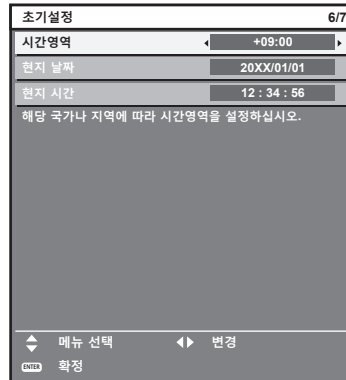 초기설정 6/7
시간영역 +09:00
현지 날짜 20XX/01/01
현지 시간 12 : 34 : 56
해당 국가나 지역에 따라 시간영역을 설정하십시오.
메뉴 선택 변경
ENTER 확정